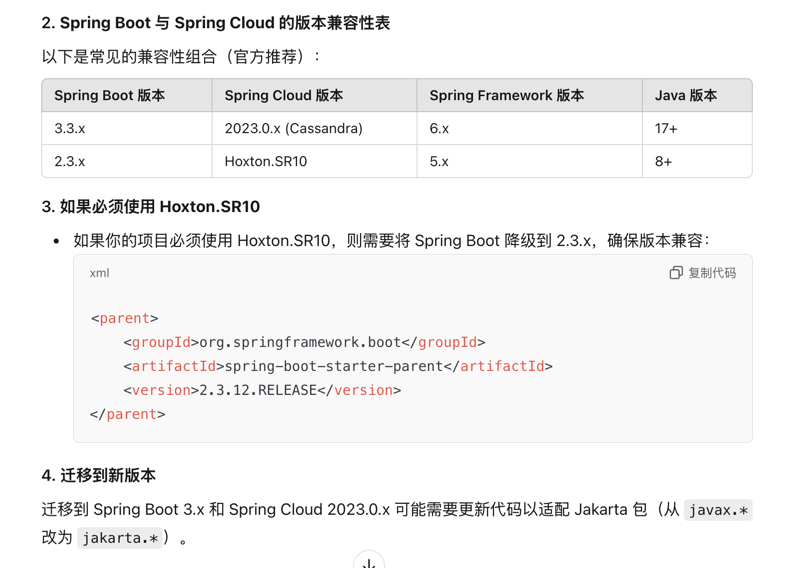 2. Spring Boot 与 Spring Cloud 的版本兼容性表
以下是常见的兼容性组合（官方推荐）：
Spring Boot 版本 Spring Cloud 版本 Spring Framework 版本 Java 版本
3.3.x 2023.0.x (Cassandra) 6.x 17+
2.3.x Hoxton.SR10 5.x 8+
3. 如果必须使用 Hoxton.SR10
• 如果你的项目必须使用 Hoxton.SR10，则需要将 Spring Boot 降级到 2.3.x，确保版本兼容：
xml 复制代码
<parent>
    <groupId>org.springframework.boot</groupId>
    <artifactId>spring-boot-starter-parent</artifactId>
    <version>2.3.12.RELEASE</version>
</parent>
4. 迁移到新版本
迁移到 Spring Boot 3.x 和 Spring Cloud 2023.0.x 可能需要更新代码以适配 Jakarta 包（从 javax.*
改为 jakarta.*）。